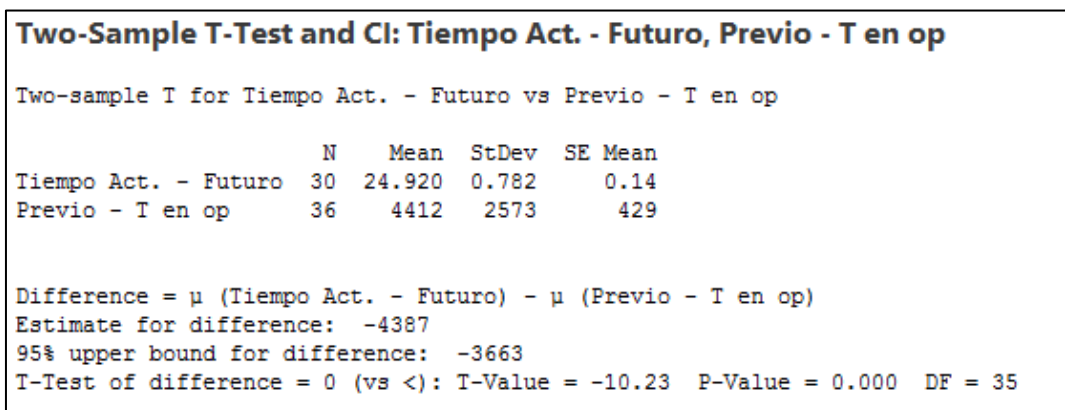 Two-Sample T-Test and CI: Tiempo Act. - Futuro, Previo - T en op
Two-sample T for Tiempo Act. - Futuro vs Previo - T en op
N Mean StDev SE Mean
Tiempo Act. - Futuro 30 24.920 0.782 0.14
Previo - T en op 36 4412 2573 429
Difference = μ (Tiempo Act. - Futuro) - μ (Previo - T en op)
Estimate for difference: -4387
95% upper bound for difference: -3663
T-Test of difference = 0 (vs <): T-Value = -10.23 P-Value = 0.000 DF = 35